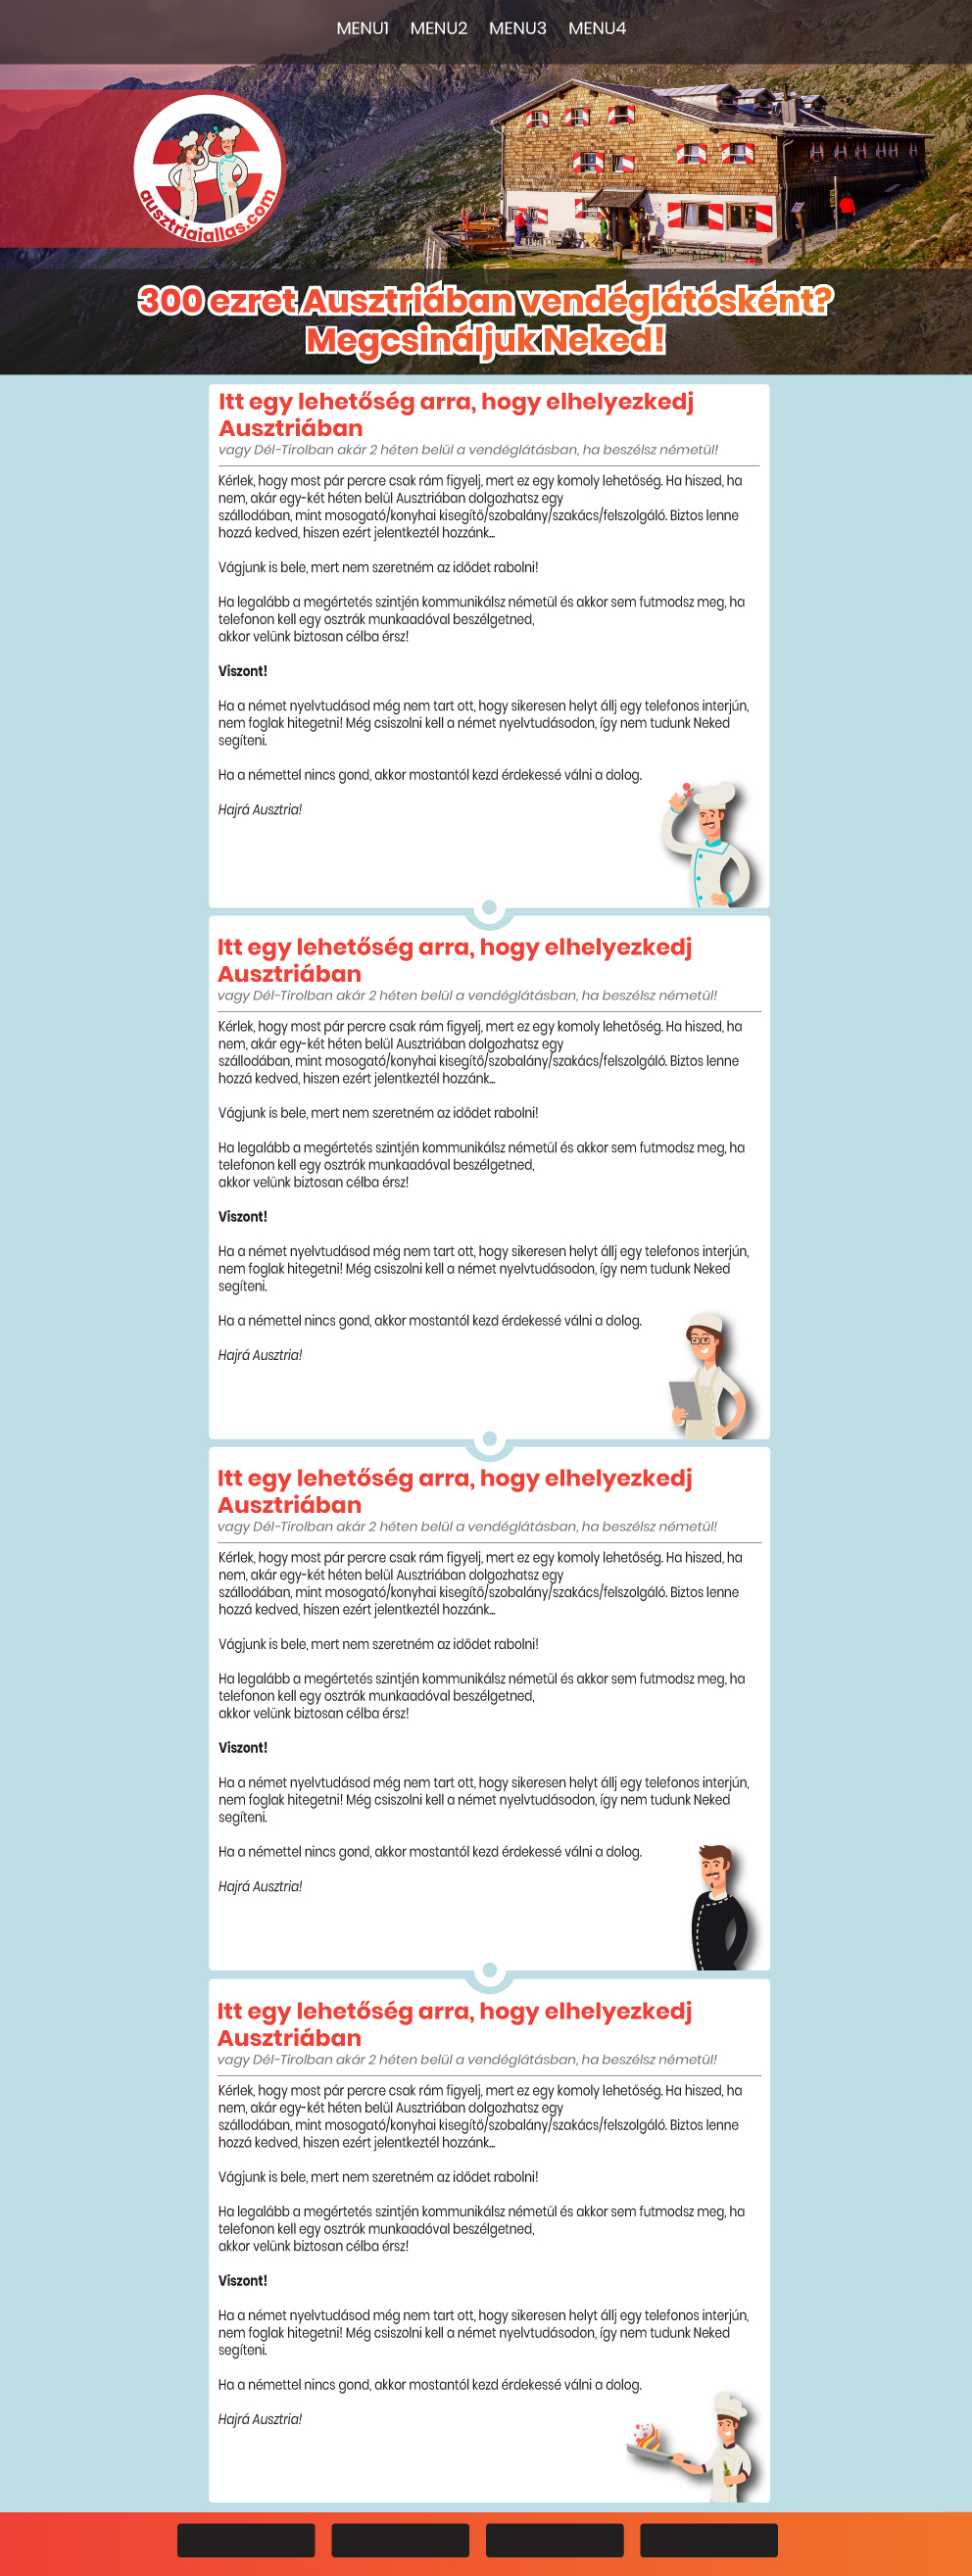 MENU1 MENU2 MENU3 MENU4
ausztriaiallas.com
300 ezret Ausztriában vendéglátósként?
Megcsináljuk Neked!
Itt egy lehetőség arra, hogy elhelyezkedj
Ausztriában
vagy Dél-Tirolban akár 2 héten belül a vendéglátásban, ha beszélsz németül!
Kérlek, hogy most pár percre csak rám figyelj, mert ez egy komoly lehetőség. Ha hiszed, ha
nem, akár egy-két héten belül Ausztriában dolgozhatsz egy
szállodában, mint mosogató/konyhai kisegítő/szobalány/szakács/felszolgáló. Biztos lenne
hozzá kedved, hiszen ezért jelentkeztél hozzánk...
Vágjunk is bele, mert nem szeretném az idődet rabolni!
Ha legalább a megértetés szintjén kommunikálsz németül és akkor sem futmodsz meg, ha
telefonon kell egy osztrák munkaadóval beszélgetned,
akkor velünk biztosan célba érsz!
Viszont!
Ha a német nyelvtudásod még nem tart ott, hogy sikeresen helyt állj egy telefonos interjún,
nem foglak hitegetni! Még csiszolni kell a német nyelvtudásodon, így nem tudunk Neked
segíteni.
Ha a némettel nincs gond, akkor mostantól kezd érdekessé válni a dolog.
Hajrá Ausztria!
Itt egy lehetőség arra, hogy elhelyezkedj
Ausztriában
vagy Dél-Tirolban akár 2 héten belül a vendéglátásban, ha beszélsz németül!
Kérlek, hogy most pár percre csak rám figyelj, mert ez egy komoly lehetőség. Ha hiszed, ha
nem, akár egy-két héten belül Ausztriában dolgozhatsz egy
szállodában, mint mosogató/konyhai kisegítő/szobalány/szakács/felszolgáló. Biztos lenne
hozzá kedved, hiszen ezért jelentkeztél hozzánk...
Vágjunk is bele, mert nem szeretném az idődet rabolni!
Ha legalább a megértetés szintjén kommunikálsz németül és akkor sem futmodsz meg, ha
telefonon kell egy osztrák munkaadóval beszélgetned,
akkor velünk biztosan célba érsz!
Viszont!
Ha a német nyelvtudásod még nem tart ott, hogy sikeresen helyt állj egy telefonos interjún,
nem foglak hitegetni! Még csiszolni kell a német nyelvtudásodon, így nem tudunk Neked
segíteni.
Ha a némettel nincs gond, akkor mostantól kezd érdekessé válni a dolog.
Hajrá Ausztria!
Itt egy lehetőség arra, hogy elhelyezkedj
Ausztriában
vagy Dél-Tirolban akár 2 héten belül a vendéglátásban, ha beszélsz németül!
Kérlek, hogy most pár percre csak rám figyelj, mert ez egy komoly lehetőség. Ha hiszed, ha
nem, akár egy-két héten belül Ausztriában dolgozhatsz egy
szállodában, mint mosogató/konyhai kisegítő/szobalány/szakács/felszolgáló. Biztos lenne
hozzá kedved, hiszen ezért jelentkeztél hozzánk...
Vágjunk is bele, mert nem szeretném az idődet rabolni!
Ha legalább a megértetés szintjén kommunikálsz németül és akkor sem futmodsz meg, ha
telefonon kell egy osztrák munkaadóval beszélgetned,
akkor velünk biztosan célba érsz!
Viszont!
Ha a német nyelvtudásod még nem tart ott, hogy sikeresen helyt állj egy telefonos interjún,
nem foglak hitegetni! Még csiszolni kell a német nyelvtudásodon, így nem tudunk Neked
segíteni.
Ha a némettel nincs gond, akkor mostantól kezd érdekessé válni a dolog.
Hajrá Ausztria!
Itt egy lehetőség arra, hogy elhelyezkedj
Ausztriában
vagy Dél-Tirolban akár 2 héten belül a vendéglátásban, ha beszélsz németül!
Kérlek, hogy most pár percre csak rám figyelj, mert ez egy komoly lehetőség. Ha hiszed, ha
nem, akár egy-két héten belül Ausztriában dolgozhatsz egy
szállodában, mint mosogató/konyhai kisegítő/szobalány/szakács/felszolgáló. Biztos lenne
hozzá kedved, hiszen ezért jelentkeztél hozzánk...
Vágjunk is bele, mert nem szeretném az idődet rabolni!
Ha legalább a megértetés szintjén kommunikálsz németül és akkor sem futmodsz meg, ha
telefonon kell egy osztrák munkaadóval beszélgetned,
akkor velünk biztosan célba érsz!
Viszont!
Ha a német nyelvtudásod még nem tart ott, hogy sikeresen helyt állj egy telefonos interjún,
nem foglak hitegetni! Még csiszolni kell a német nyelvtudásodon, így nem tudunk Neked
segíteni.
Ha a némettel nincs gond, akkor mostantól kezd érdekessé válni a dolog.
Hajrá Ausztria!